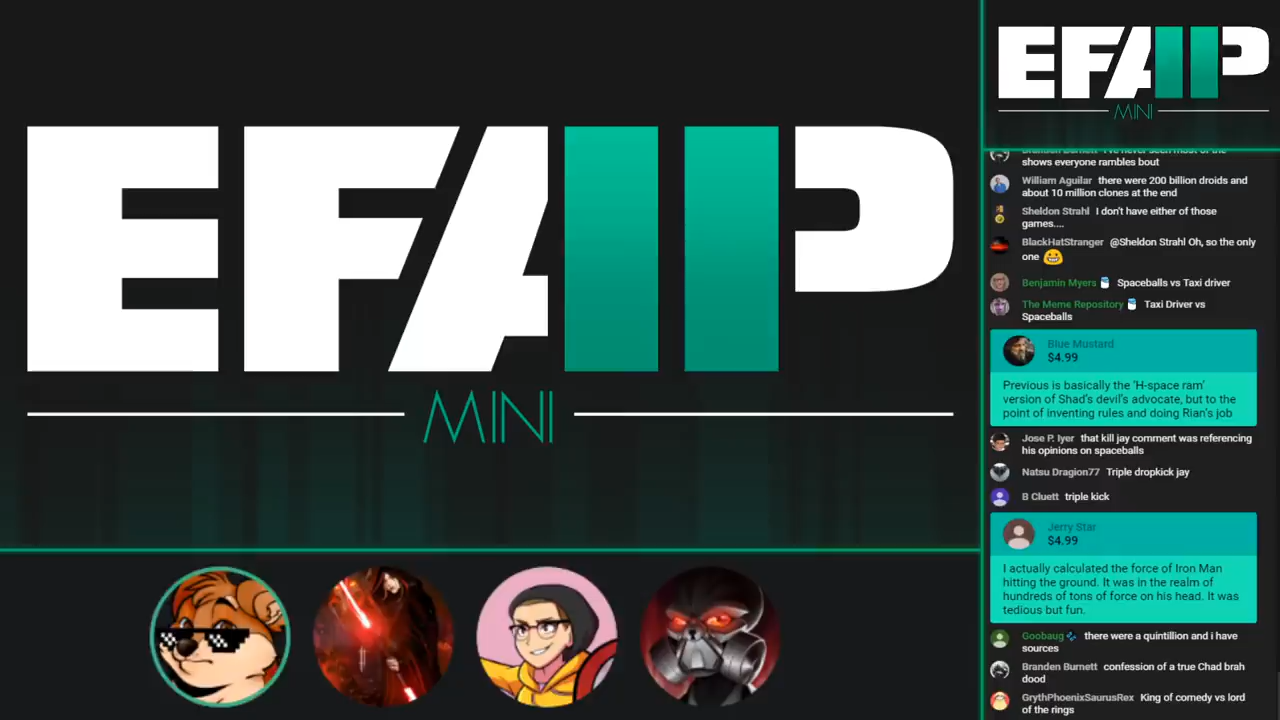 EFAP
MINI
EFAP
MINI
shows everyone rambles bout
William Aguilar there were 200 billion droids and
about 10 million clones at the end
Sheldon Strahl I don't have either of those
games....
BlackHatStranger @Sheldon Strahl Oh, so the only
one
Benjamin Myers Spaceballs vs Taxi driver
The Meme Repository Taxi Driver vs
Spaceballs
Blue Mustard
$4.99
Previous is basically the 'H-space ram'
version of Shad's devil's advocate, but to the
point of inventing rules and doing Rian's job
Jose P. Iyer that kill jay comment was referencing
his opinions on spaceballs
Natsu Dragion77 Triple dropkick jay
B Cluett triple kick
Jerry Star
$4.99
I actually calculated the force of Iron Man
hitting the ground. It was in the realm of
hundreds of tons of force on his head. It was
tedious but fun.
Goobaug there were a quintillion and i have
sources
Branden Burnett confession of a true Chad brah
dood
GrythPhoenixSaurusRex King of comedy vs lord
of the rings